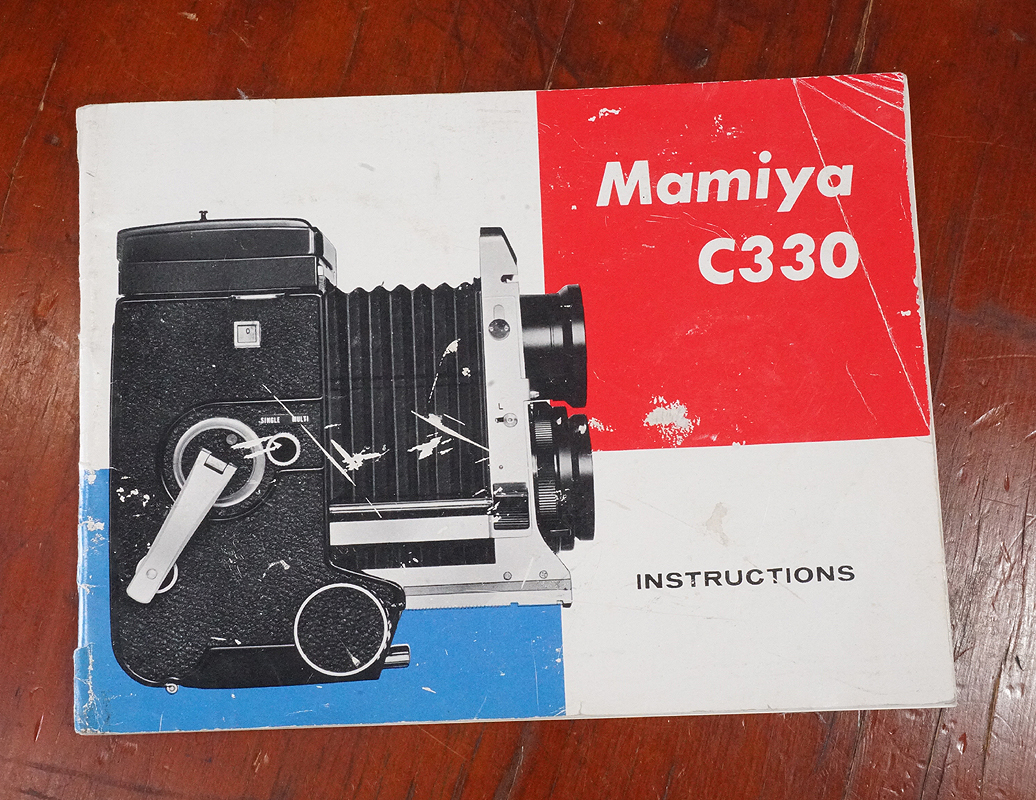 Mamiya
C330
SINGLE MULTI
INSTRUCTIONS